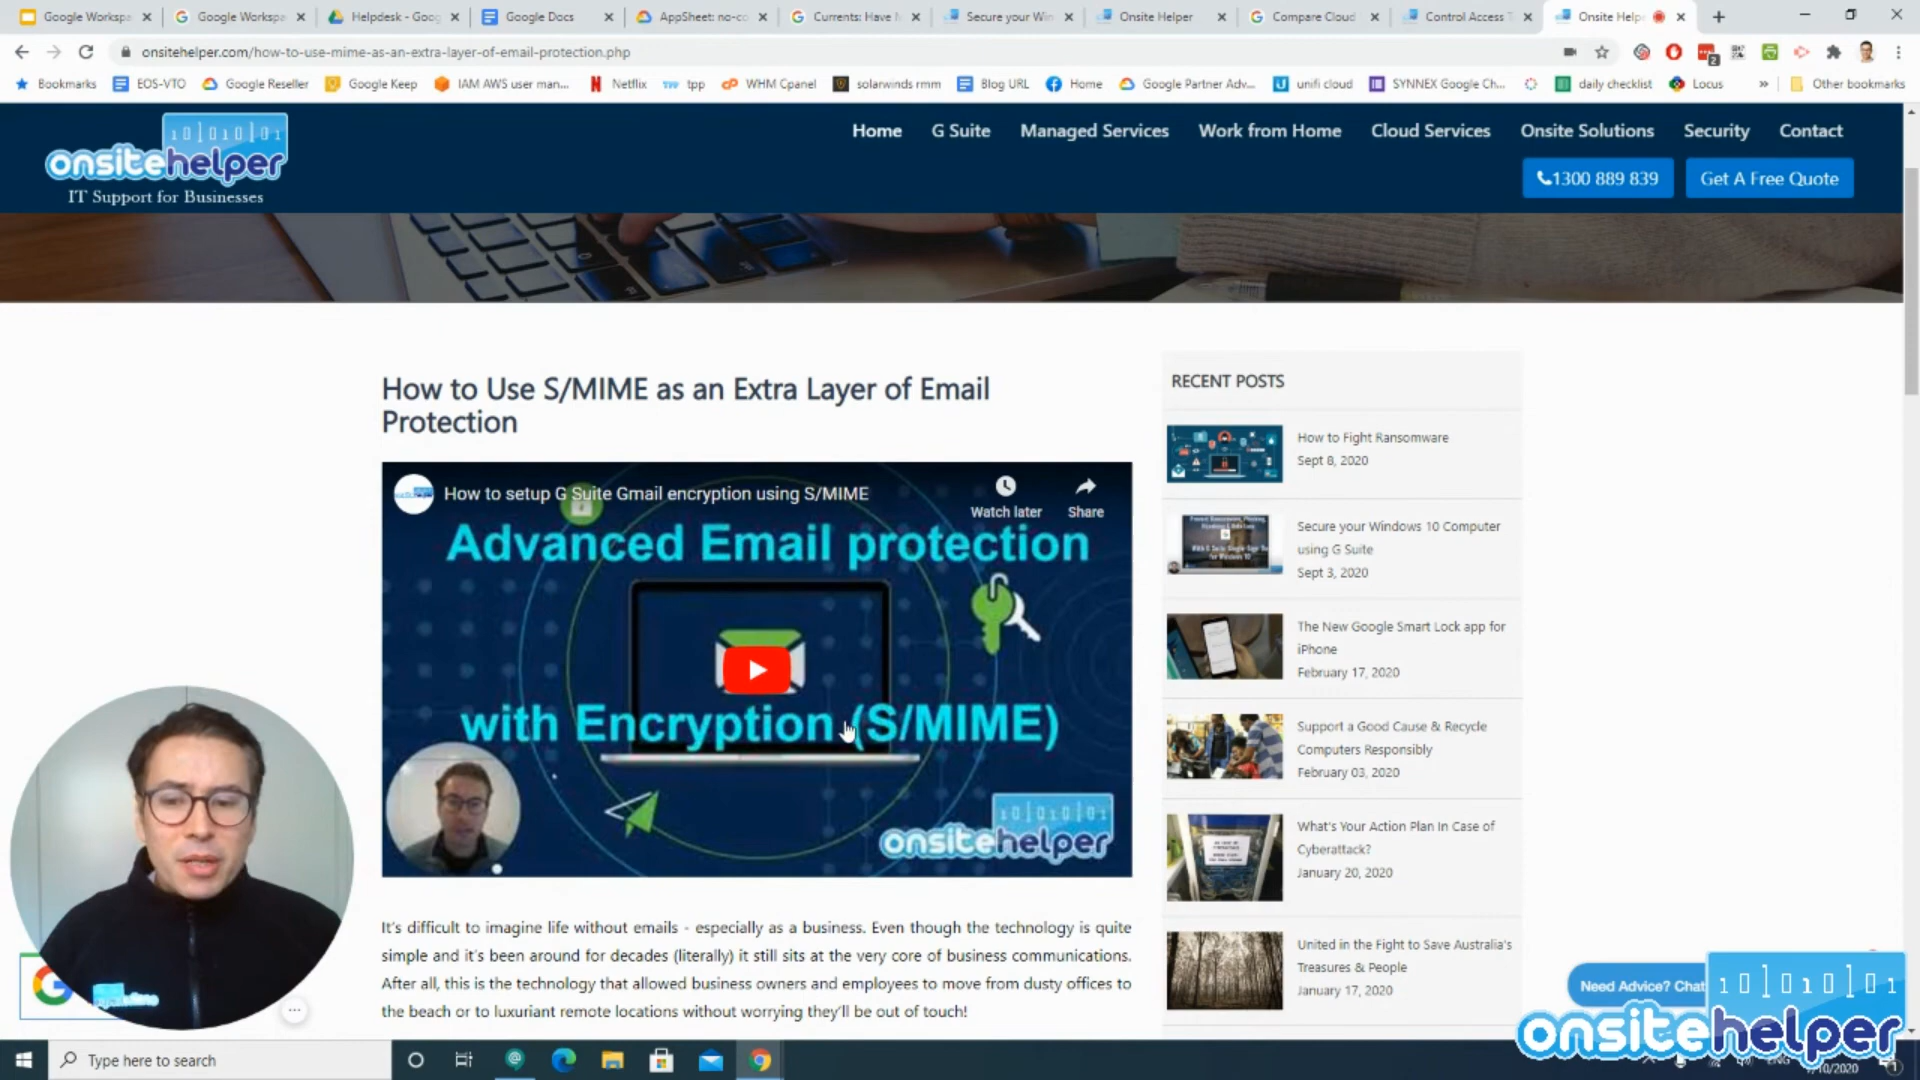 Google Workspa
Google Workspa
Helpdesk - Goog
Google Docs
AppSheet: no-co
Currents: Have
Secure your Win
Onsite Helper
Compare Cloud
Control Access T
Onsite Help
onsitehelper.com/how-to-use-mime-as-an-extra-layer-of-email-protection.php
2
Bookmarks
EOS-VTO
Google Reseller
Google Keep
IAM AWS user man...
Netflix
tpp
WHM Cpanel
solarwinds rmm
Blog URL
Home
Google Partner Adv...
unifi cloud
SYNNEX Google Ch...
daily checklist
Locus
»
Other bookmarks
onsitehelper
IT Support for Businesses
Home
G Suite
Managed Services
Work from Home
Cloud Services
Onsite Solutions
Security
Contact
1300 889 839
Get A Free Quote
How to Use S/MIME as an Extra Layer of Email
Protection
How to setup G Suite Gmail encryption using S/MIME
Watch later
Share
Advanced Email protection
with Encryption (S/MIME)
onsitehelper
It's difficult to imagine life without emails - especially as a business. Even though the technology is quite
simple and it's been around for decades (literally) it still sits at the very core of business communications.
After all, this is the technology that allowed business owners and employees to move from dusty offices to
the beach or to luxuriant remote locations without worrying they'll be out of touch!
RECENT POSTS
How to Fight Ransomware
Sept 8, 2020
Secure your Windows 10 Computer
using G Suite
Sept 3, 2020
The New Google Smart Lock app for
iPhone
February 17, 2020
Support a Good Cause & Recycle
Computers Responsibly
February 03, 2020
What's Your Action Plan In Case of
Cyberattack?
January 20, 2020
United in the Fight to Save Australia's
Treasures & People
January 17, 2020
Need Advice? Chat
onsitehelper
Type here to search